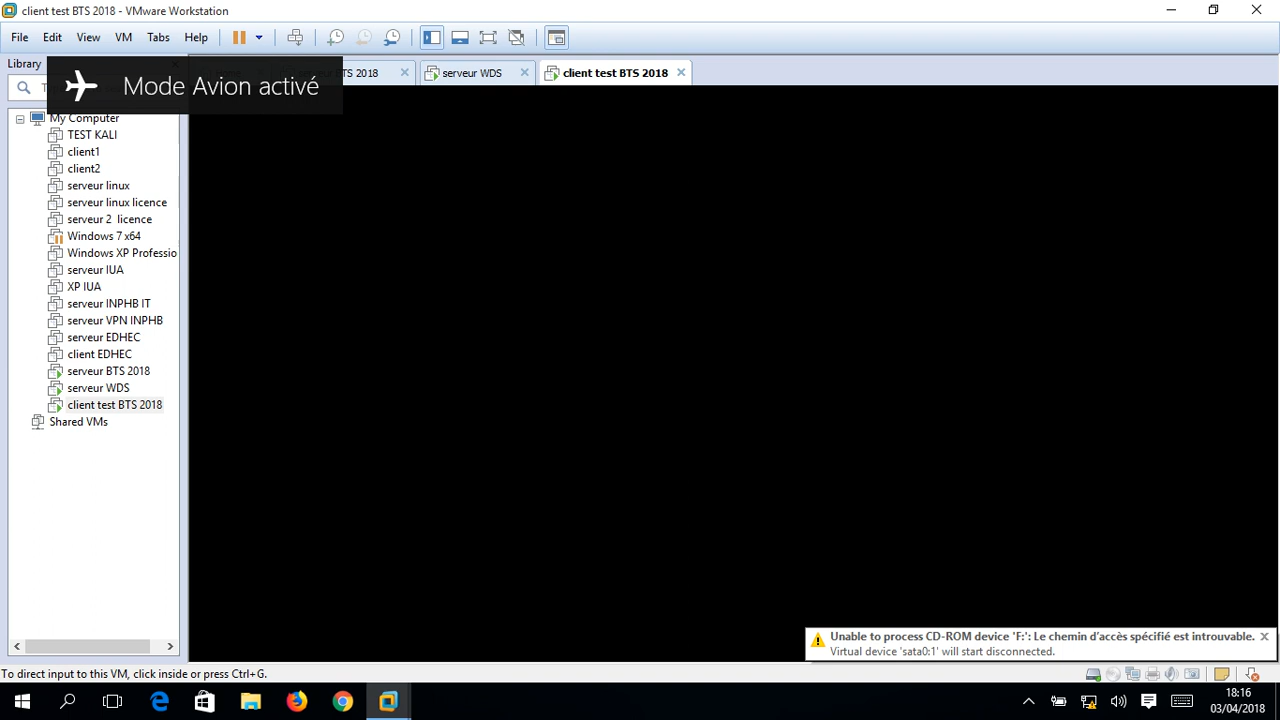 client test BTS 2018 - VMware Workstation
File Edit View VM Tabs Help
Library
Mode Avion activé
BTS 2018
serveur WDS
client test BTS 2018
My Computer
TEST KALI
client1
client2
serveur linux
serveur linux licence
serveur 2 licence
Windows 7 x64
Windows XP Professio
serveur IUA
XP IUA
serveur INPHB IT
serveur VPN INPHB
serveur EDHEC
client EDHEC
serveur BTS 2018
serveur WDS
client test BTS 2018
Shared VMs
Unable to process CD-ROM device 'F:': Le chemin d'accès spécifié est introuvable.
Virtual device 'sata0:1' will start disconnected.
To direct input to this VM, click inside or press Ctrl+G.
18:16
03/04/2018